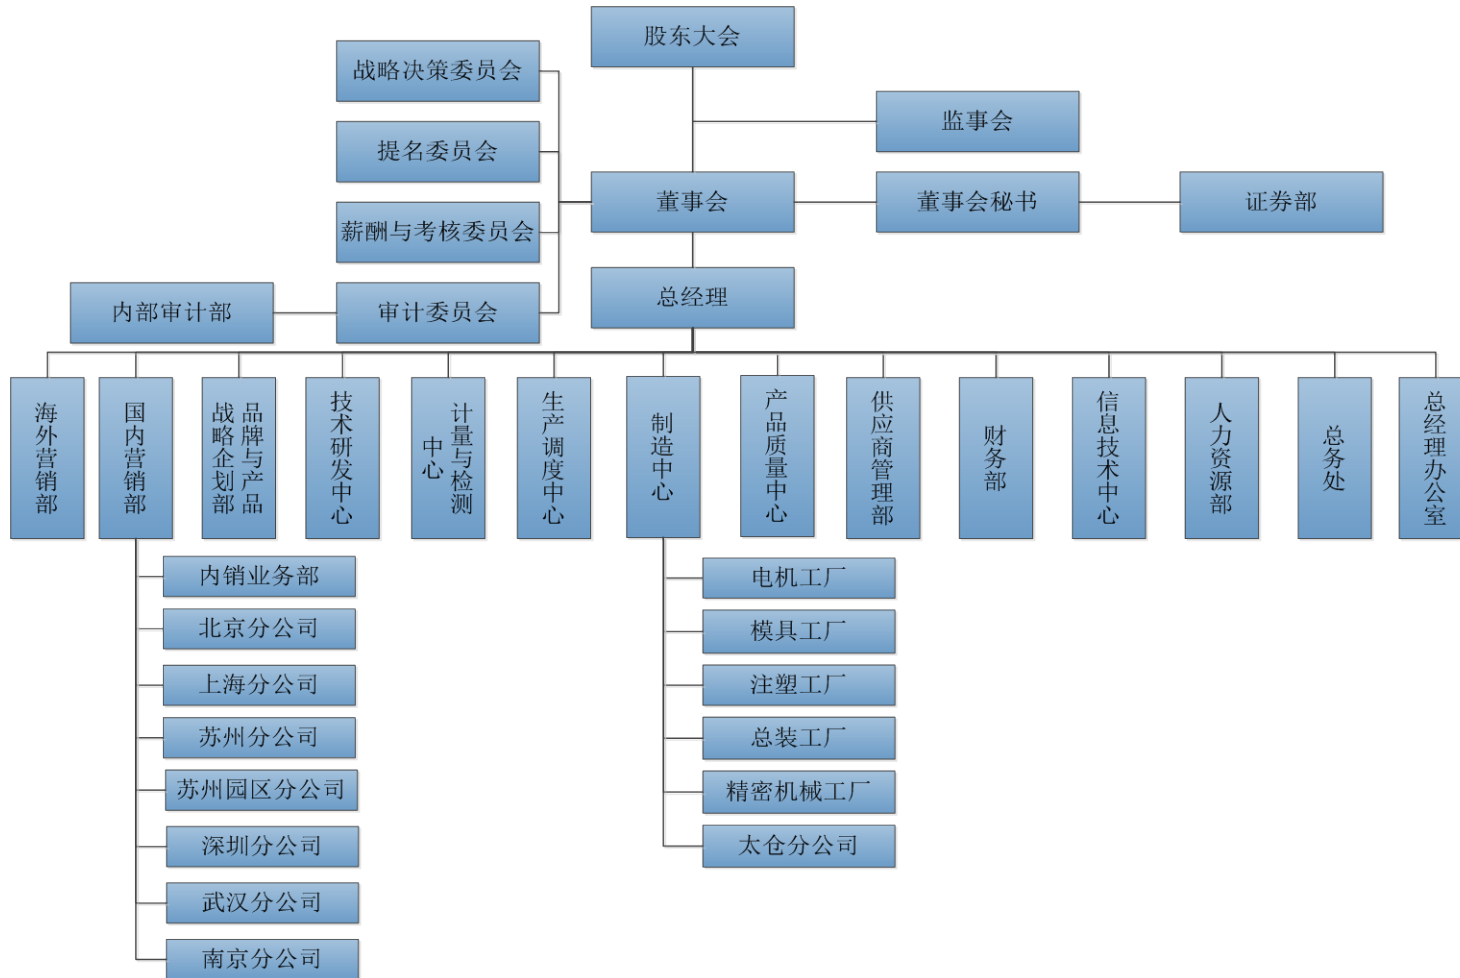 股东大会
战略决策委员会
监事会
提名委员会
董事会
董事会秘书
证券部
薪酬与考核委员会
总经理
内部审计部
审计委员会
海外营销部
国内营销部
品牌与产品
战略企划部
技术研发中心
计量与检测
中心
生产调度中心
制造中心
产品质量中心
供应商管理部
财务部
信息技术中心
人力资源部
总务处
总经理办公室
内销业务部
北京分公司
上海分公司
苏州分公司
苏州园区分公司
深圳分公司
武汉分公司
南京分公司
电机工厂
模具工厂
注塑工厂
总装工厂
精密机械工厂
太仓分公司